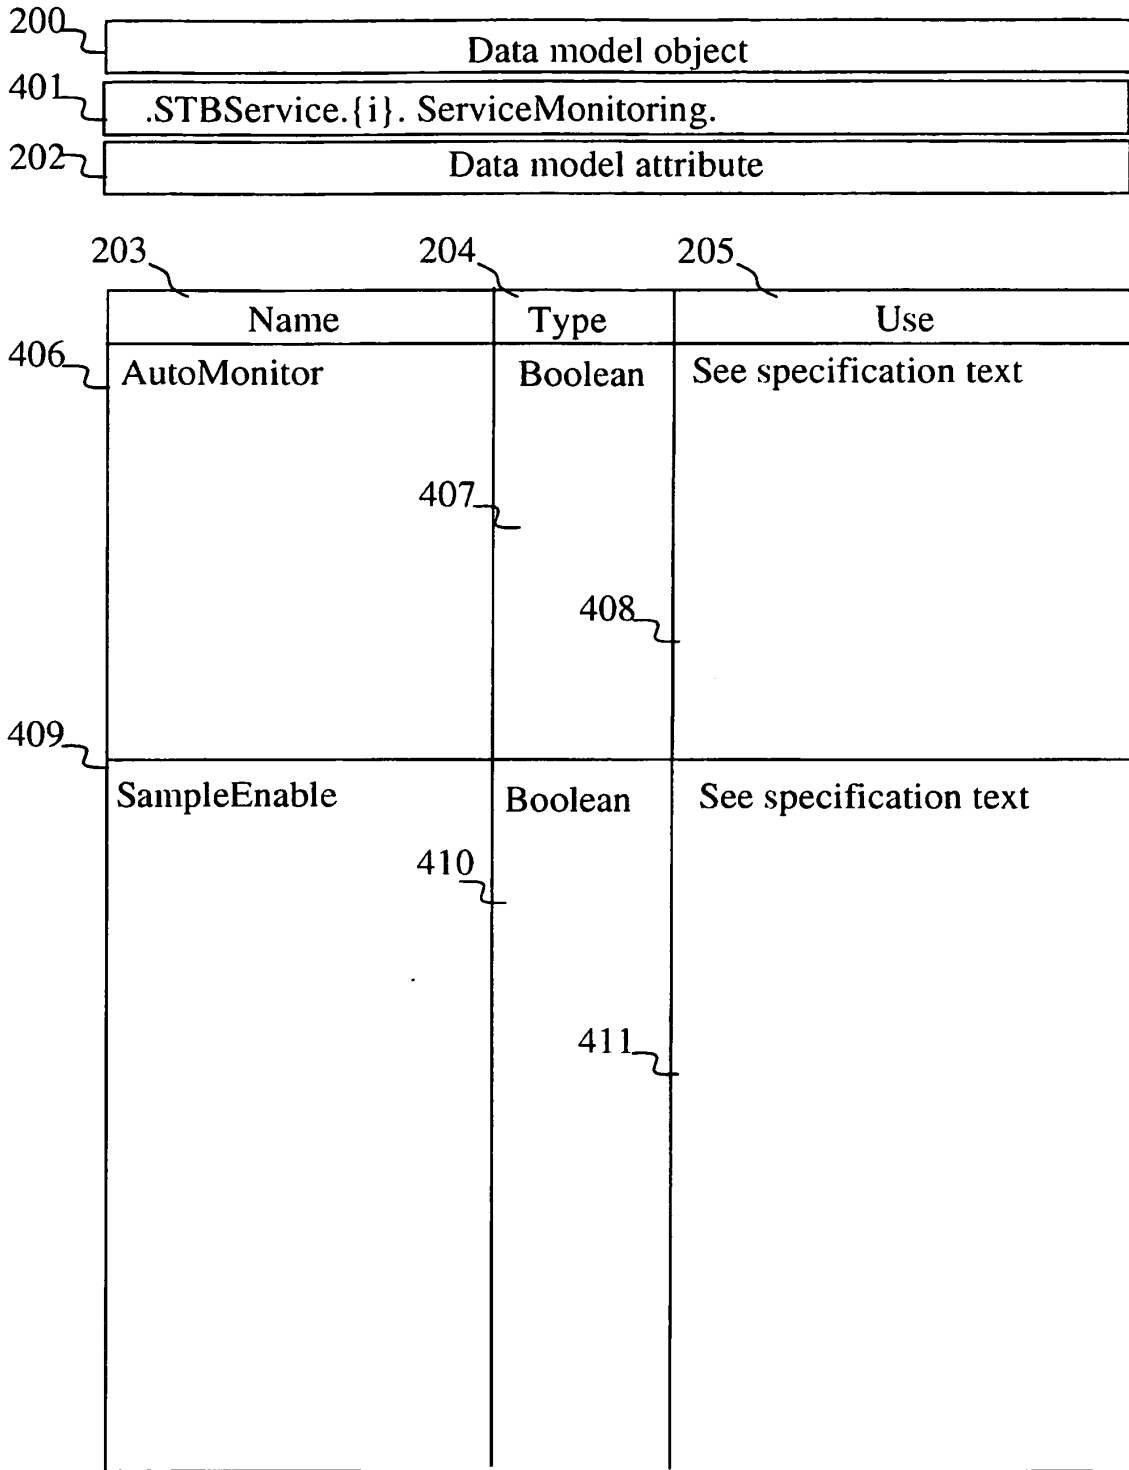 200
Data model object
401
.STBService.{i}. ServiceMonitoring.
202
Data model attribute
203 204 205
Name Type Use
406
AutoMonitor Boolean See specification text
407
408
409
SampleEnable Boolean See specification text
410
411